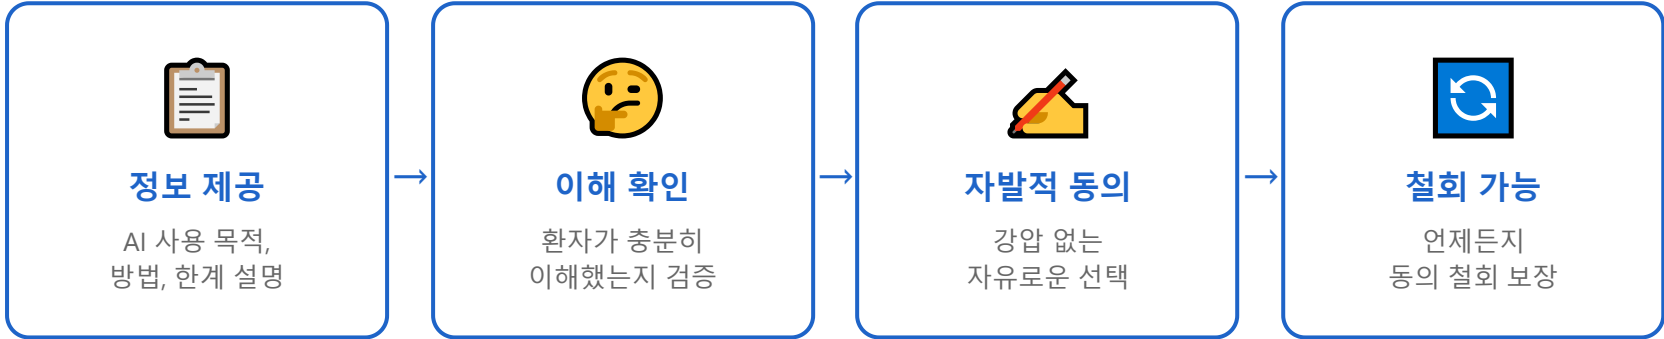 정보 제공
AI 사용 목적,
방법, 한계 설명
→
이해 확인
환자가 충분히
이해했는지 검증
→
자발적 동의
강압 없는
자유로운 선택
→
철회 가능
언제든지
동의 철회 보장